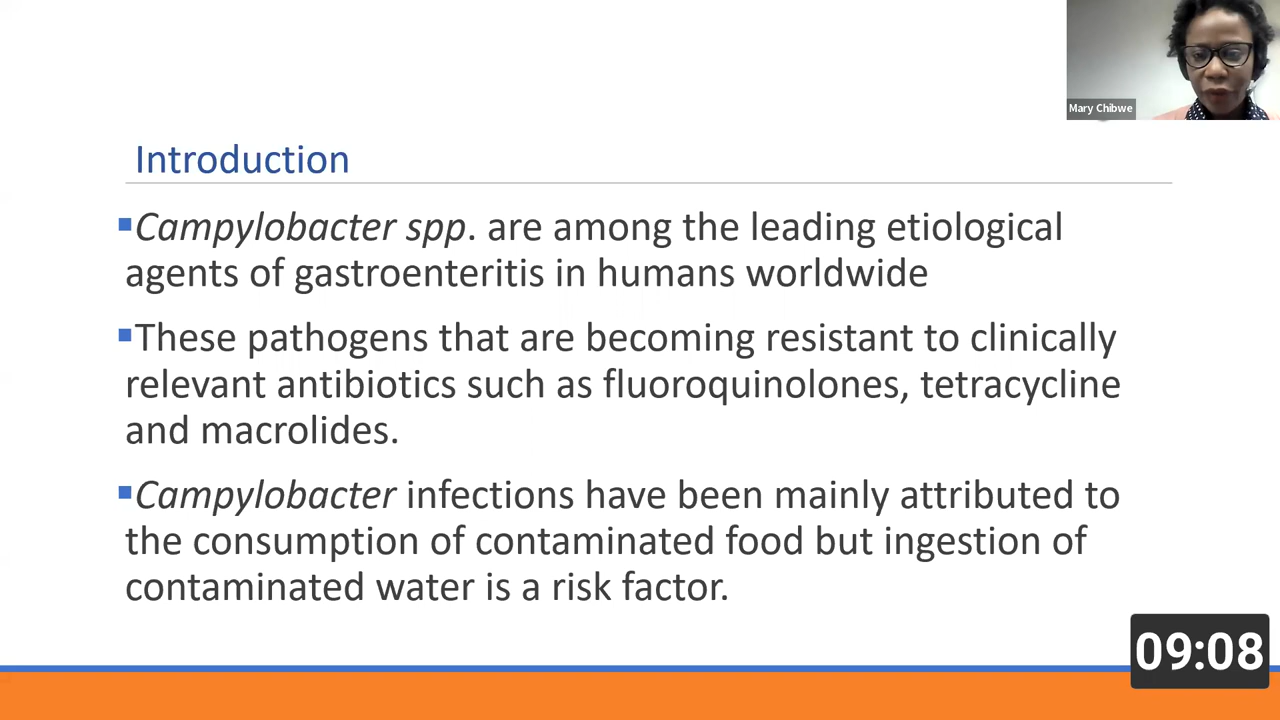 Mary Chibwe
Introduction
▪Campylobacter spp. are among the leading etiological
agents of gastroenteritis in humans worldwide
▪These pathogens that are becoming resistant to clinically
relevant antibiotics such as fluoroquinolones, tetracycline
and macrolides.
▪Campylobacter infections have been mainly attributed to
the consumption of contaminated food but ingestion of
contaminated water is a risk factor.
09:08